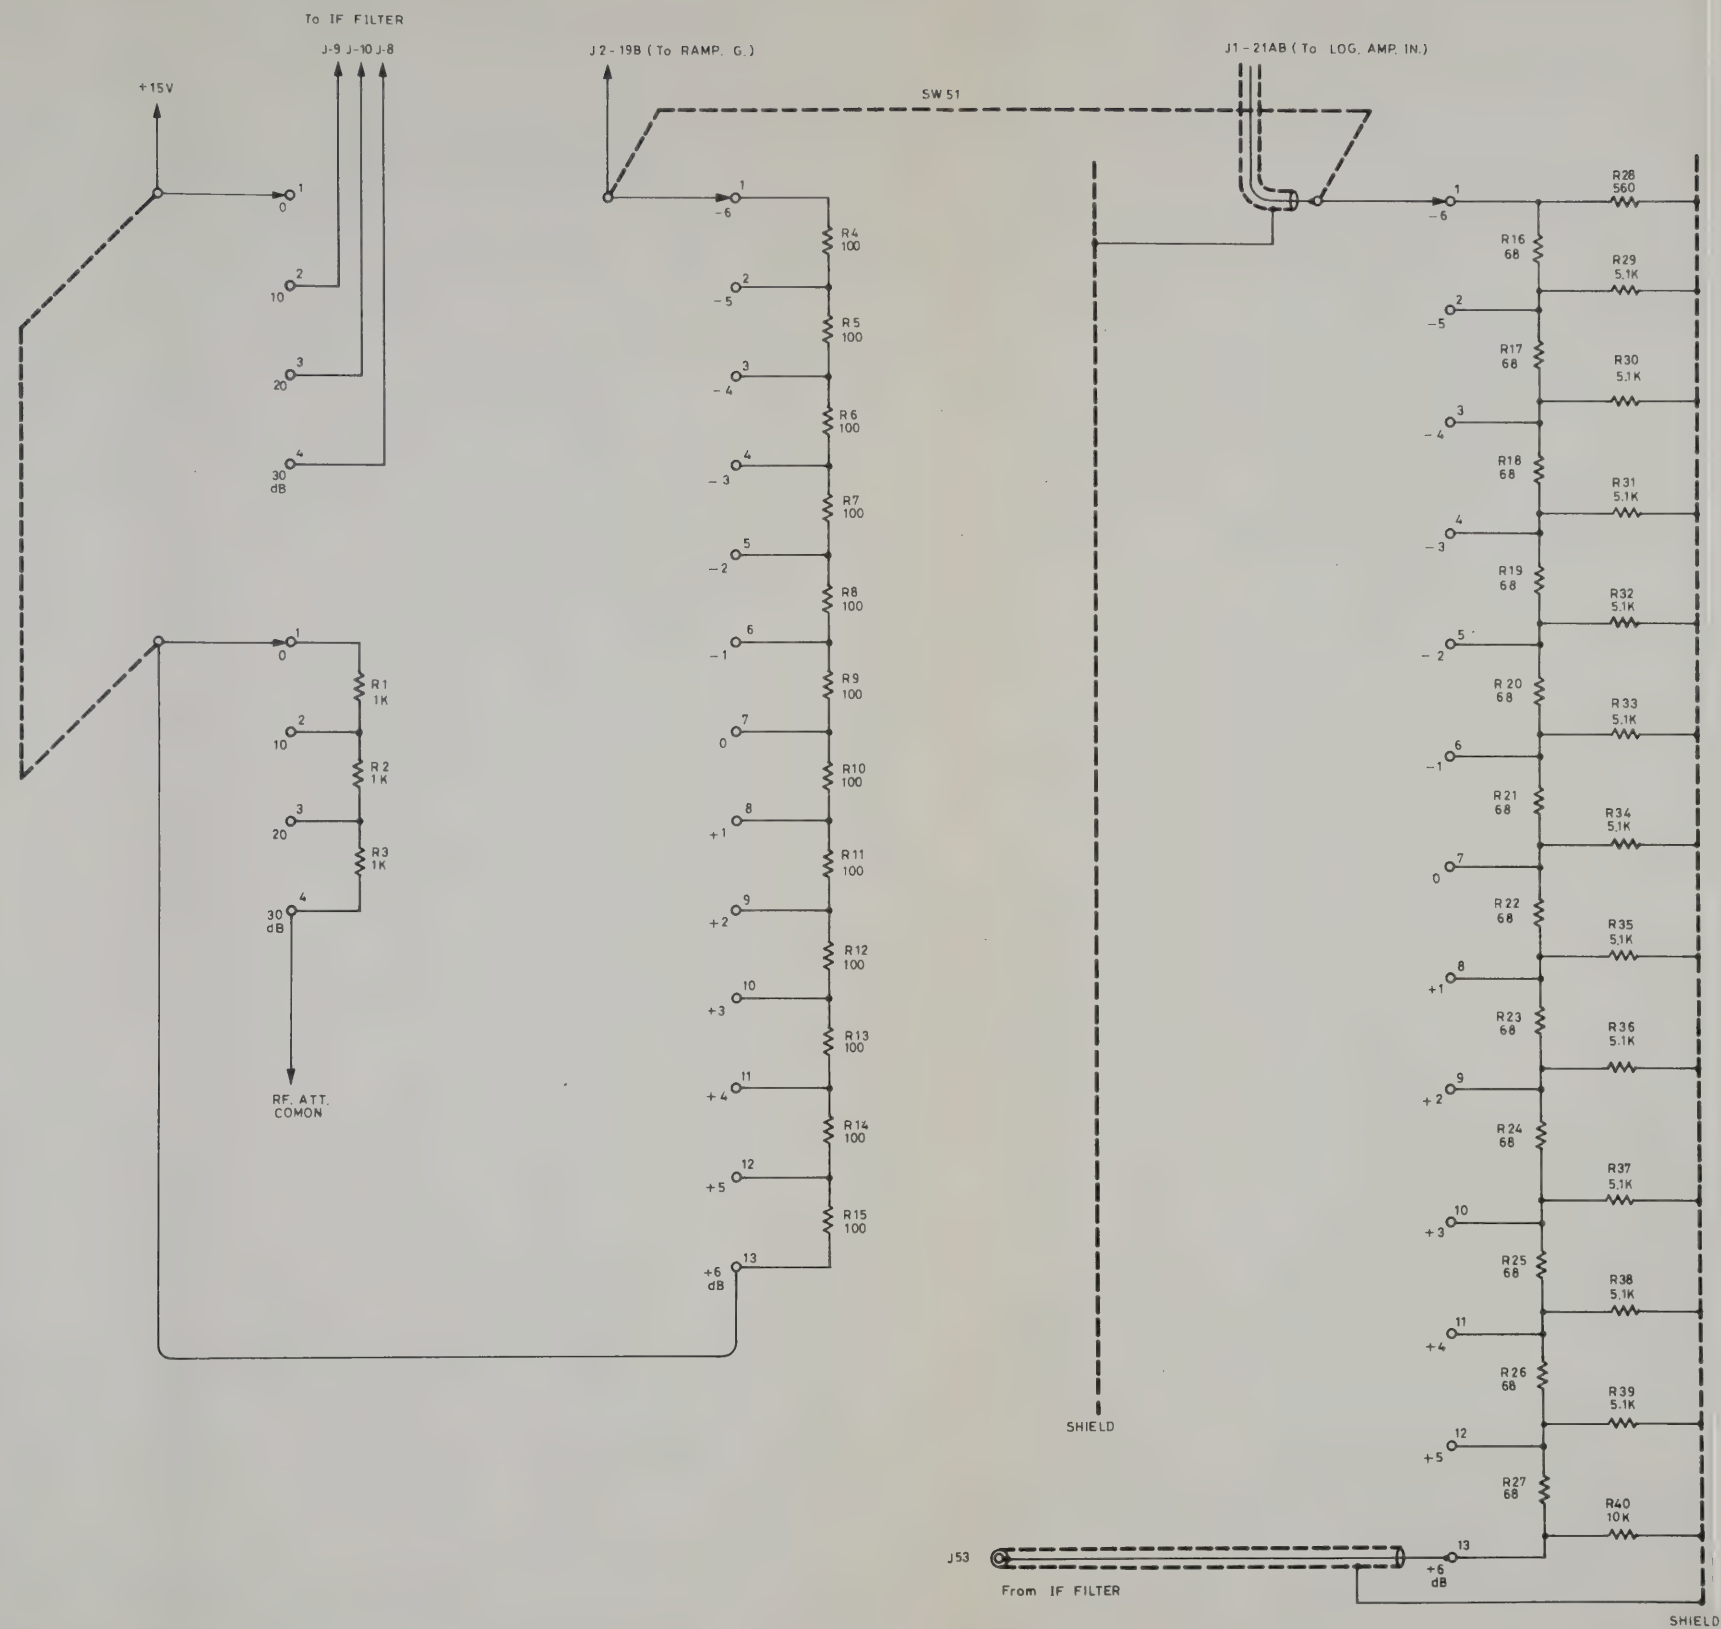 To IF FILTER
J-9 J-10 J-8
+15V
1
0
2
10
3
20
4
30
dB
1
0
R1
1K
2
10
R2
1K
3
20
R3
1K
4
30
dB
RF. ATT.
COMON
J2-19B (To RAMP. G.)
SW 51
1
-6
R4
100
2
-5
R5
100
3
-4
R6
100
4
-3
R7
100
5
-2
R8
100
6
-1
R9
100
7
0
R10
100
8
+1
R11
100
9
+2
R12
100
10
+3
R13
100
11
+4
R14
100
12
+5
R15
100
13
+6
dB
J1-21AB (To LOG. AMP. IN.)
1
-6
R28
560
R16
68
R29
5.1K
2
-5
R17
68
R30
5.1K
3
-4
R18
68
R31
5.1K
4
-3
R19
68
R32
5.1K
5
-2
R20
68
R33
5.1K
6
-1
R21
68
R34
5.1K
7
0
R22
68
R35
5.1K
8
+1
R23
68
R36
5.1K
9
+2
R24
68
R37
5.1K
10
+3
R25
68
R38
5.1K
11
+4
R26
68
R39
5.1K
12
+5
R27
68
R40
10K
13
+6
dB
SHIELD
J53
From IF FILTER
SHIELD